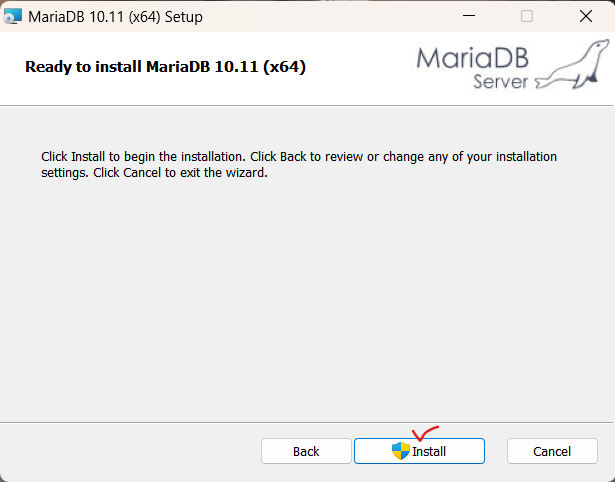 MariaDB 10.11 (x64) Setup
Ready to install MariaDB 10.11 (x64)
MariaDB
Server
Click Install to begin the installation. Click Back to review or change any of your installation
settings. Click Cancel to exit the wizard.
Back
Install
Cancel